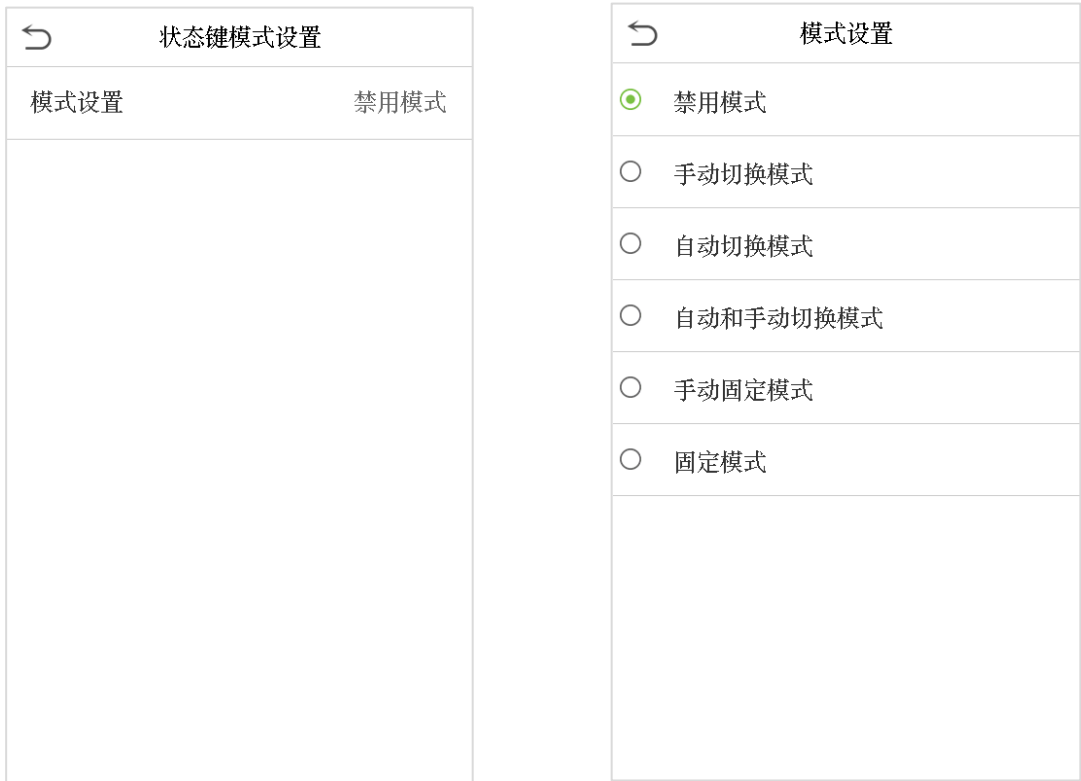 状态键模式设置
模式设置 禁用模式
模式设置
禁用模式
手动切换模式
自动切换模式
自动和手动切换模式
手动固定模式
固定模式